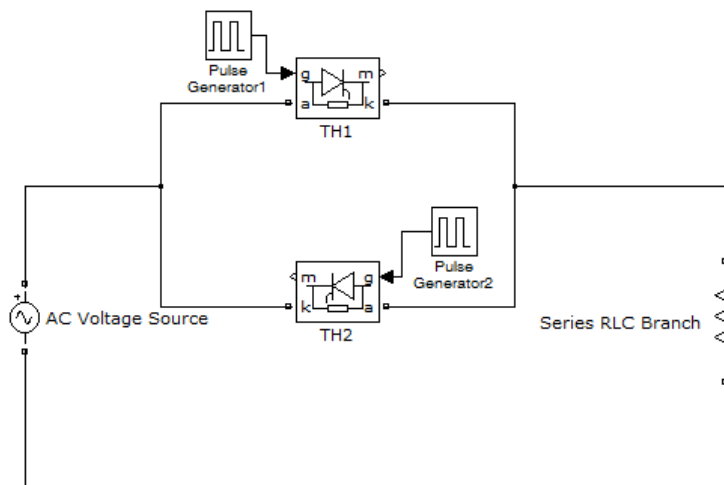 Pulse
Generator1
g m
a k
TH1
Pulse
Generator2
m g
k a
TH2
+
AC Voltage Source
Series RLC Branch